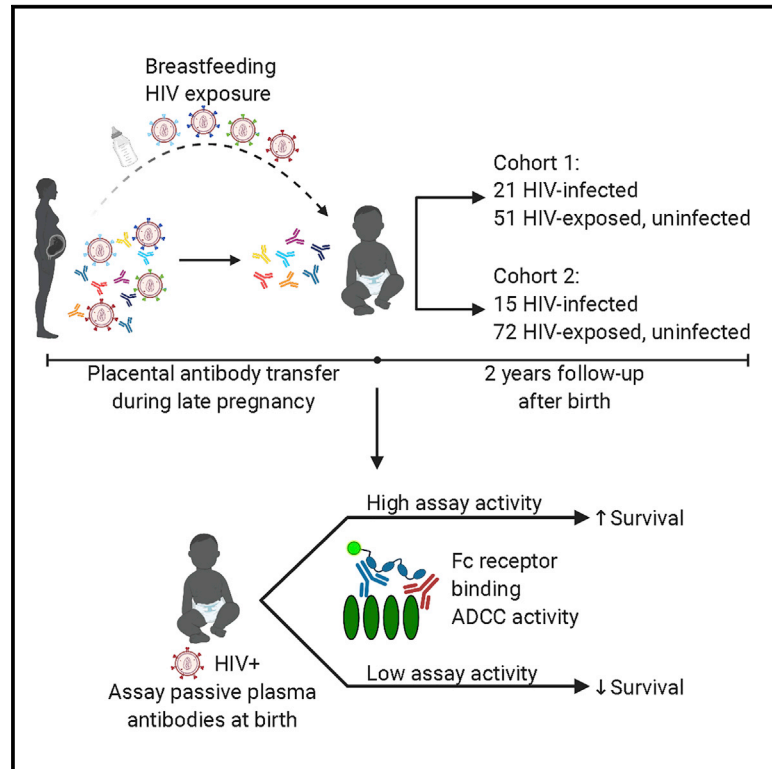 Breastfeeding
HIV exposure
Cohort 1:
21 HIV-infected
51 HIV-exposed, uninfected
Cohort 2:
15 HIV-infected
72 HIV-exposed, uninfected
Placental antibody transfer
during late pregnancy
2 years follow-up
after birth
High assay activity
↑ Survival
Fc receptor
binding
ADCC activity
HIV+
Assay passive plasma
antibodies at birth
Low assay activity
↓ Survival